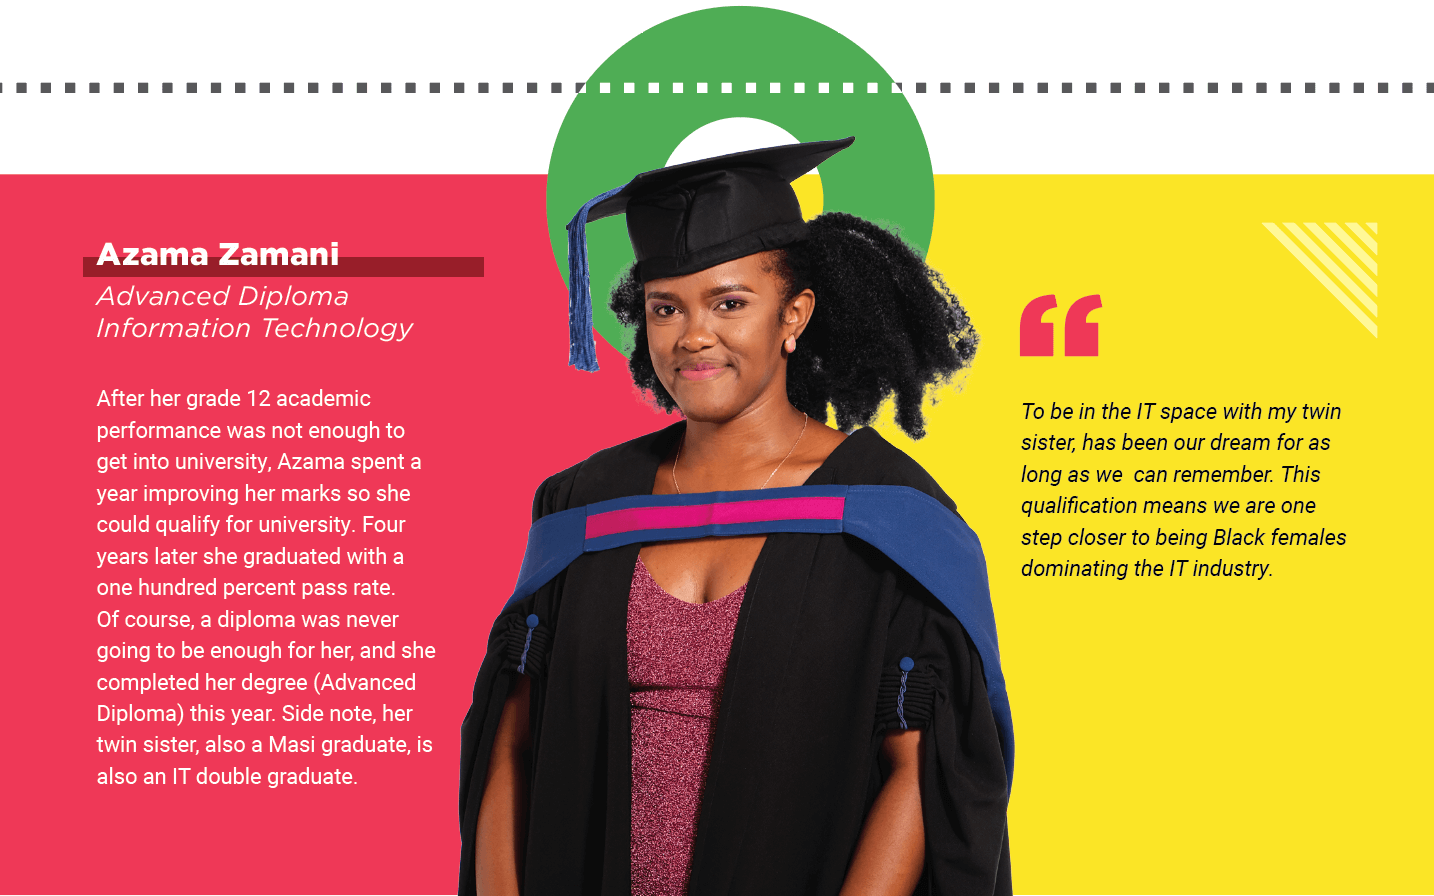 Azama Zamani
Advanced Diploma
Information Technology
After her grade 12 academic
performance was not enough to
get into university, Azama spent a
year improving her marks so she
could qualify for university. Four
years later she graduated with a
one hundred percent pass rate.
Of course, a diploma was never
going to be enough for her, and she
completed her degree (Advanced
Diploma) this year. Side note, her
twin sister, also a Masi graduate, is
also an IT double graduate.
“
To be in the IT space with my twin
sister, has been our dream for as
long as we  can remember. This
qualification means we are one
step closer to being Black females
dominating the IT industry.